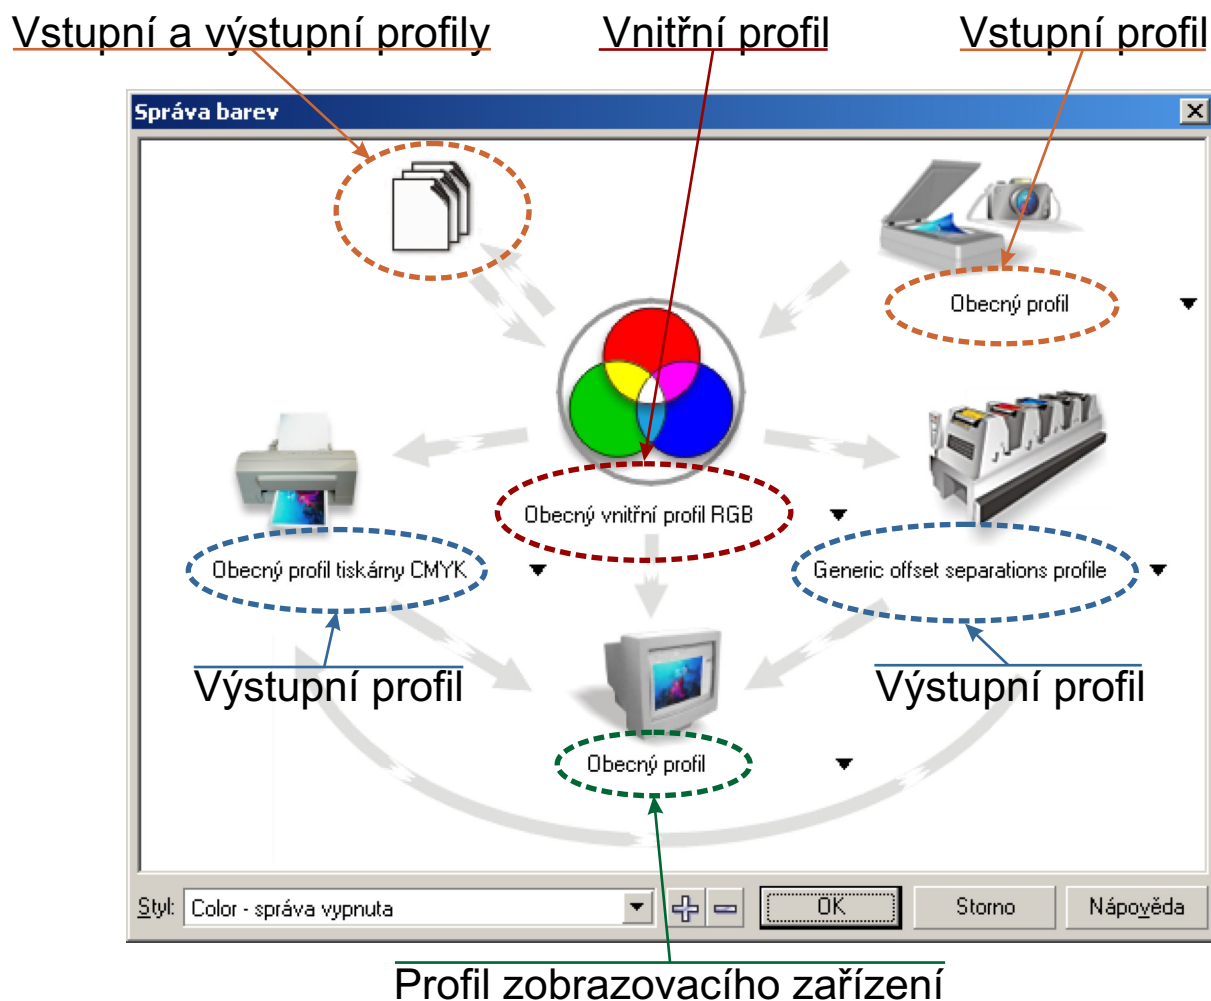 Vstupní a výstupní profily
Vnitřní profil
Vstupní profil
Správa barev
Obecný profil
Obecný vnitřní profil RGB
Obecný profil tiskárny CMYK
Generic offset separations profile
Výstupní profil
Výstupní profil
Obecný profil
Styl:
Color - správa vypnuta
OK
Storno
Nápověda
Profil zobrazovacího zařízení